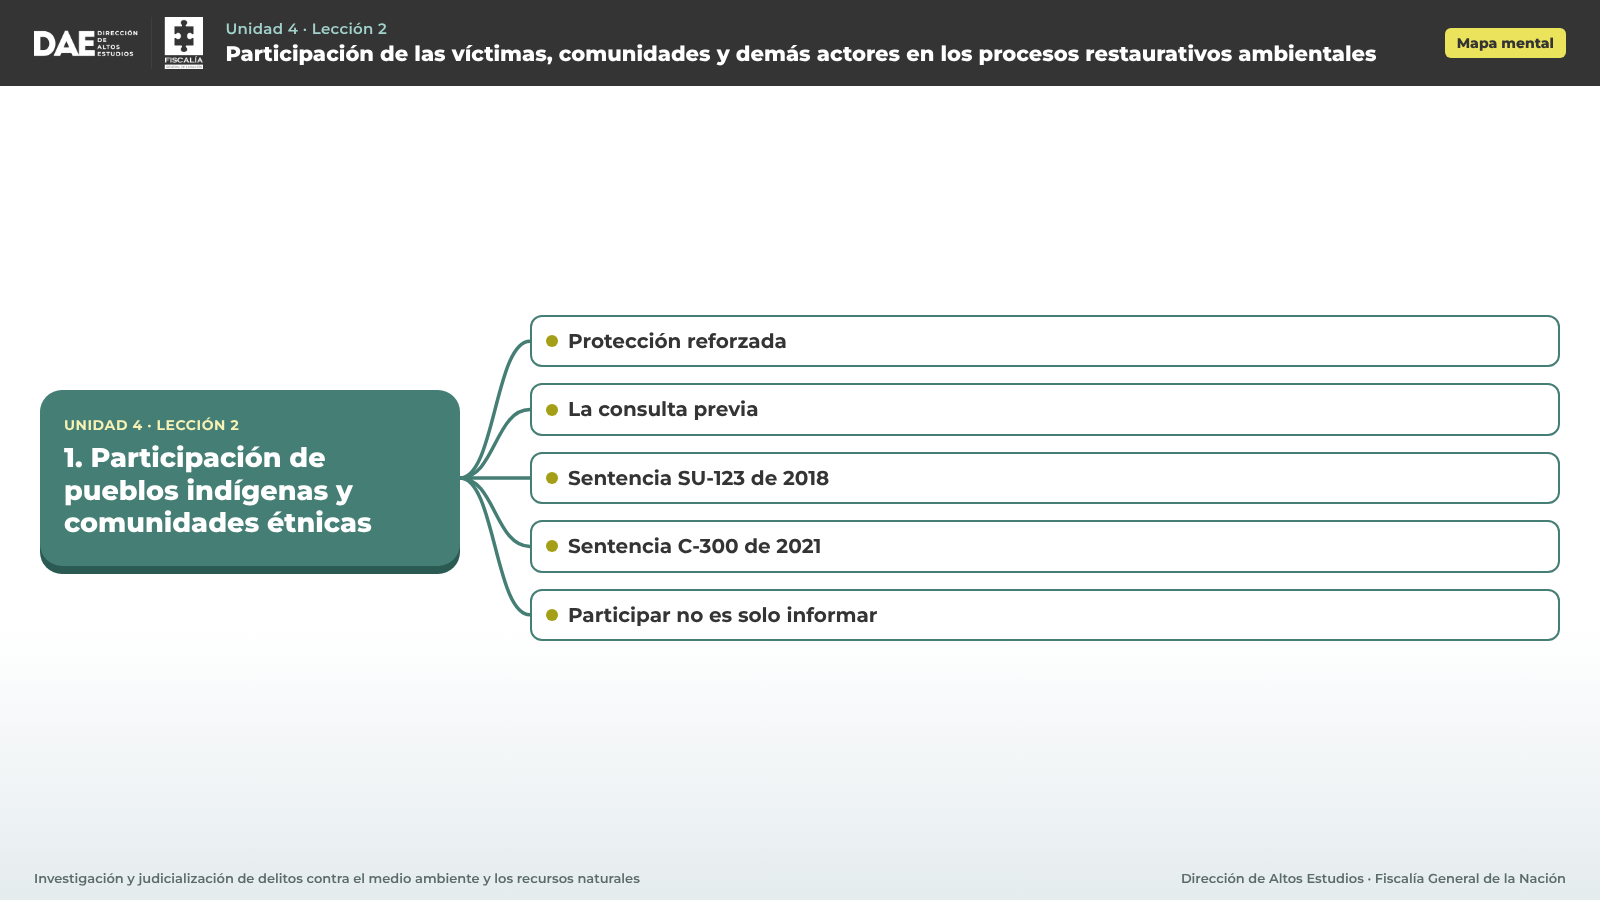 DAE DIRECCIÓN
DE
ALTOS
ESTUDIOS
FISCALÍA
Unidad 4 · Lección 2
Participación de las víctimas, comunidades y demás actores en los procesos restaurativos ambientales
Mapa mental
UNIDAD 4 · LECCIÓN 2
1. Participación de
pueblos indígenas y
comunidades étnicas
Protección reforzada
La consulta previa
Sentencia SU-123 de 2018
Sentencia C-300 de 2021
Participar no es solo informar
Investigación y judicialización de delitos contra el medio ambiente y los recursos naturales
Dirección de Altos Estudios · Fiscalía General de la Nación